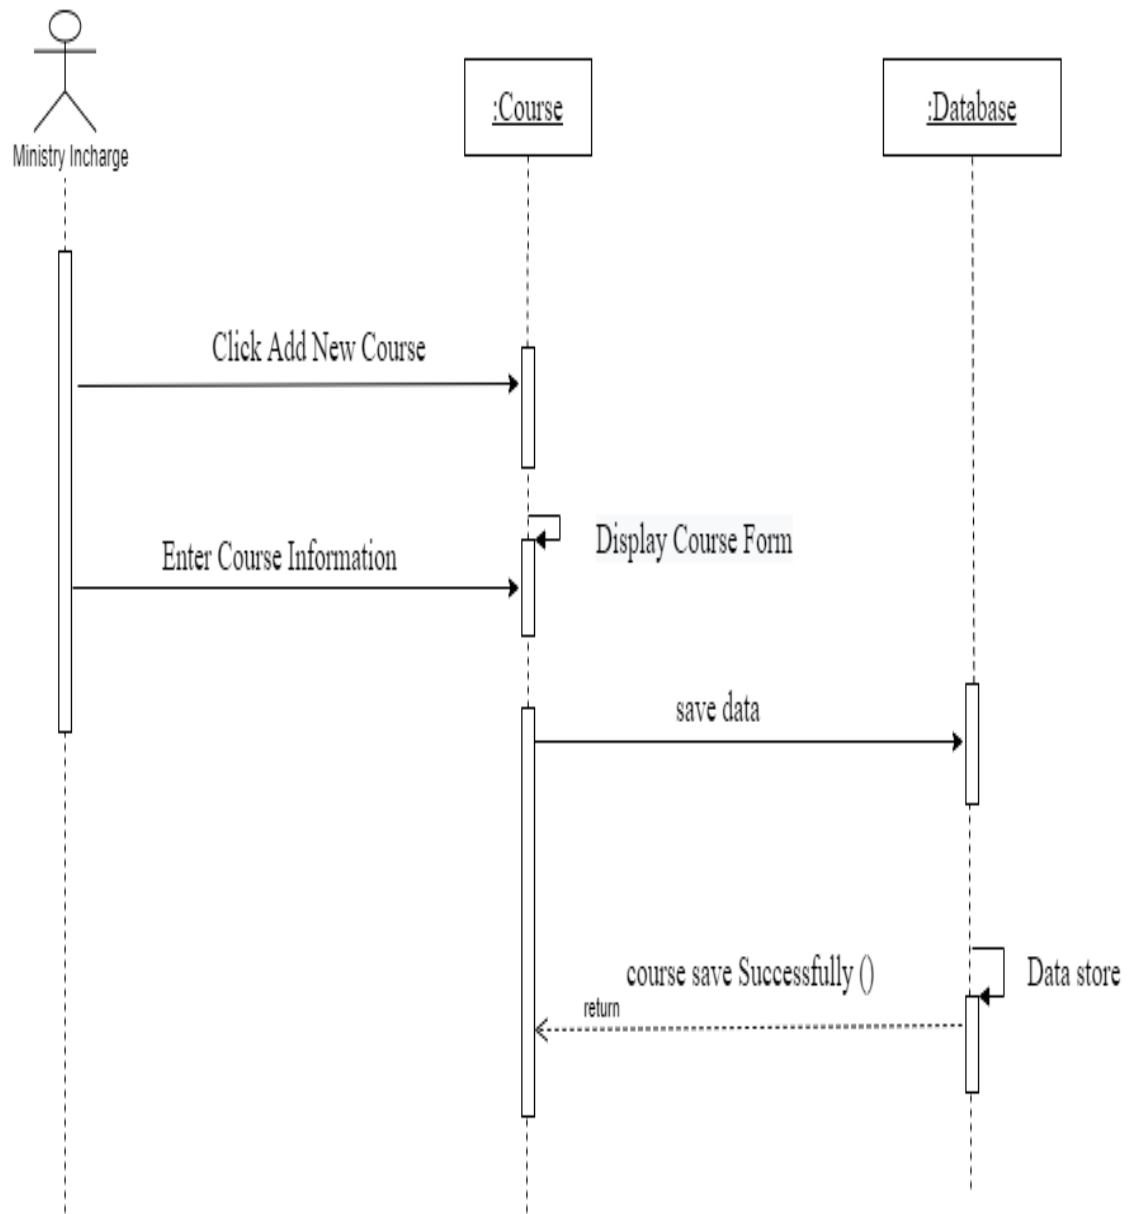 Ministry Incharge
:Course
:Database
Click Add New Course
Display Course Form
Enter Course Information
save data
course save Successfully ()
return
Data store